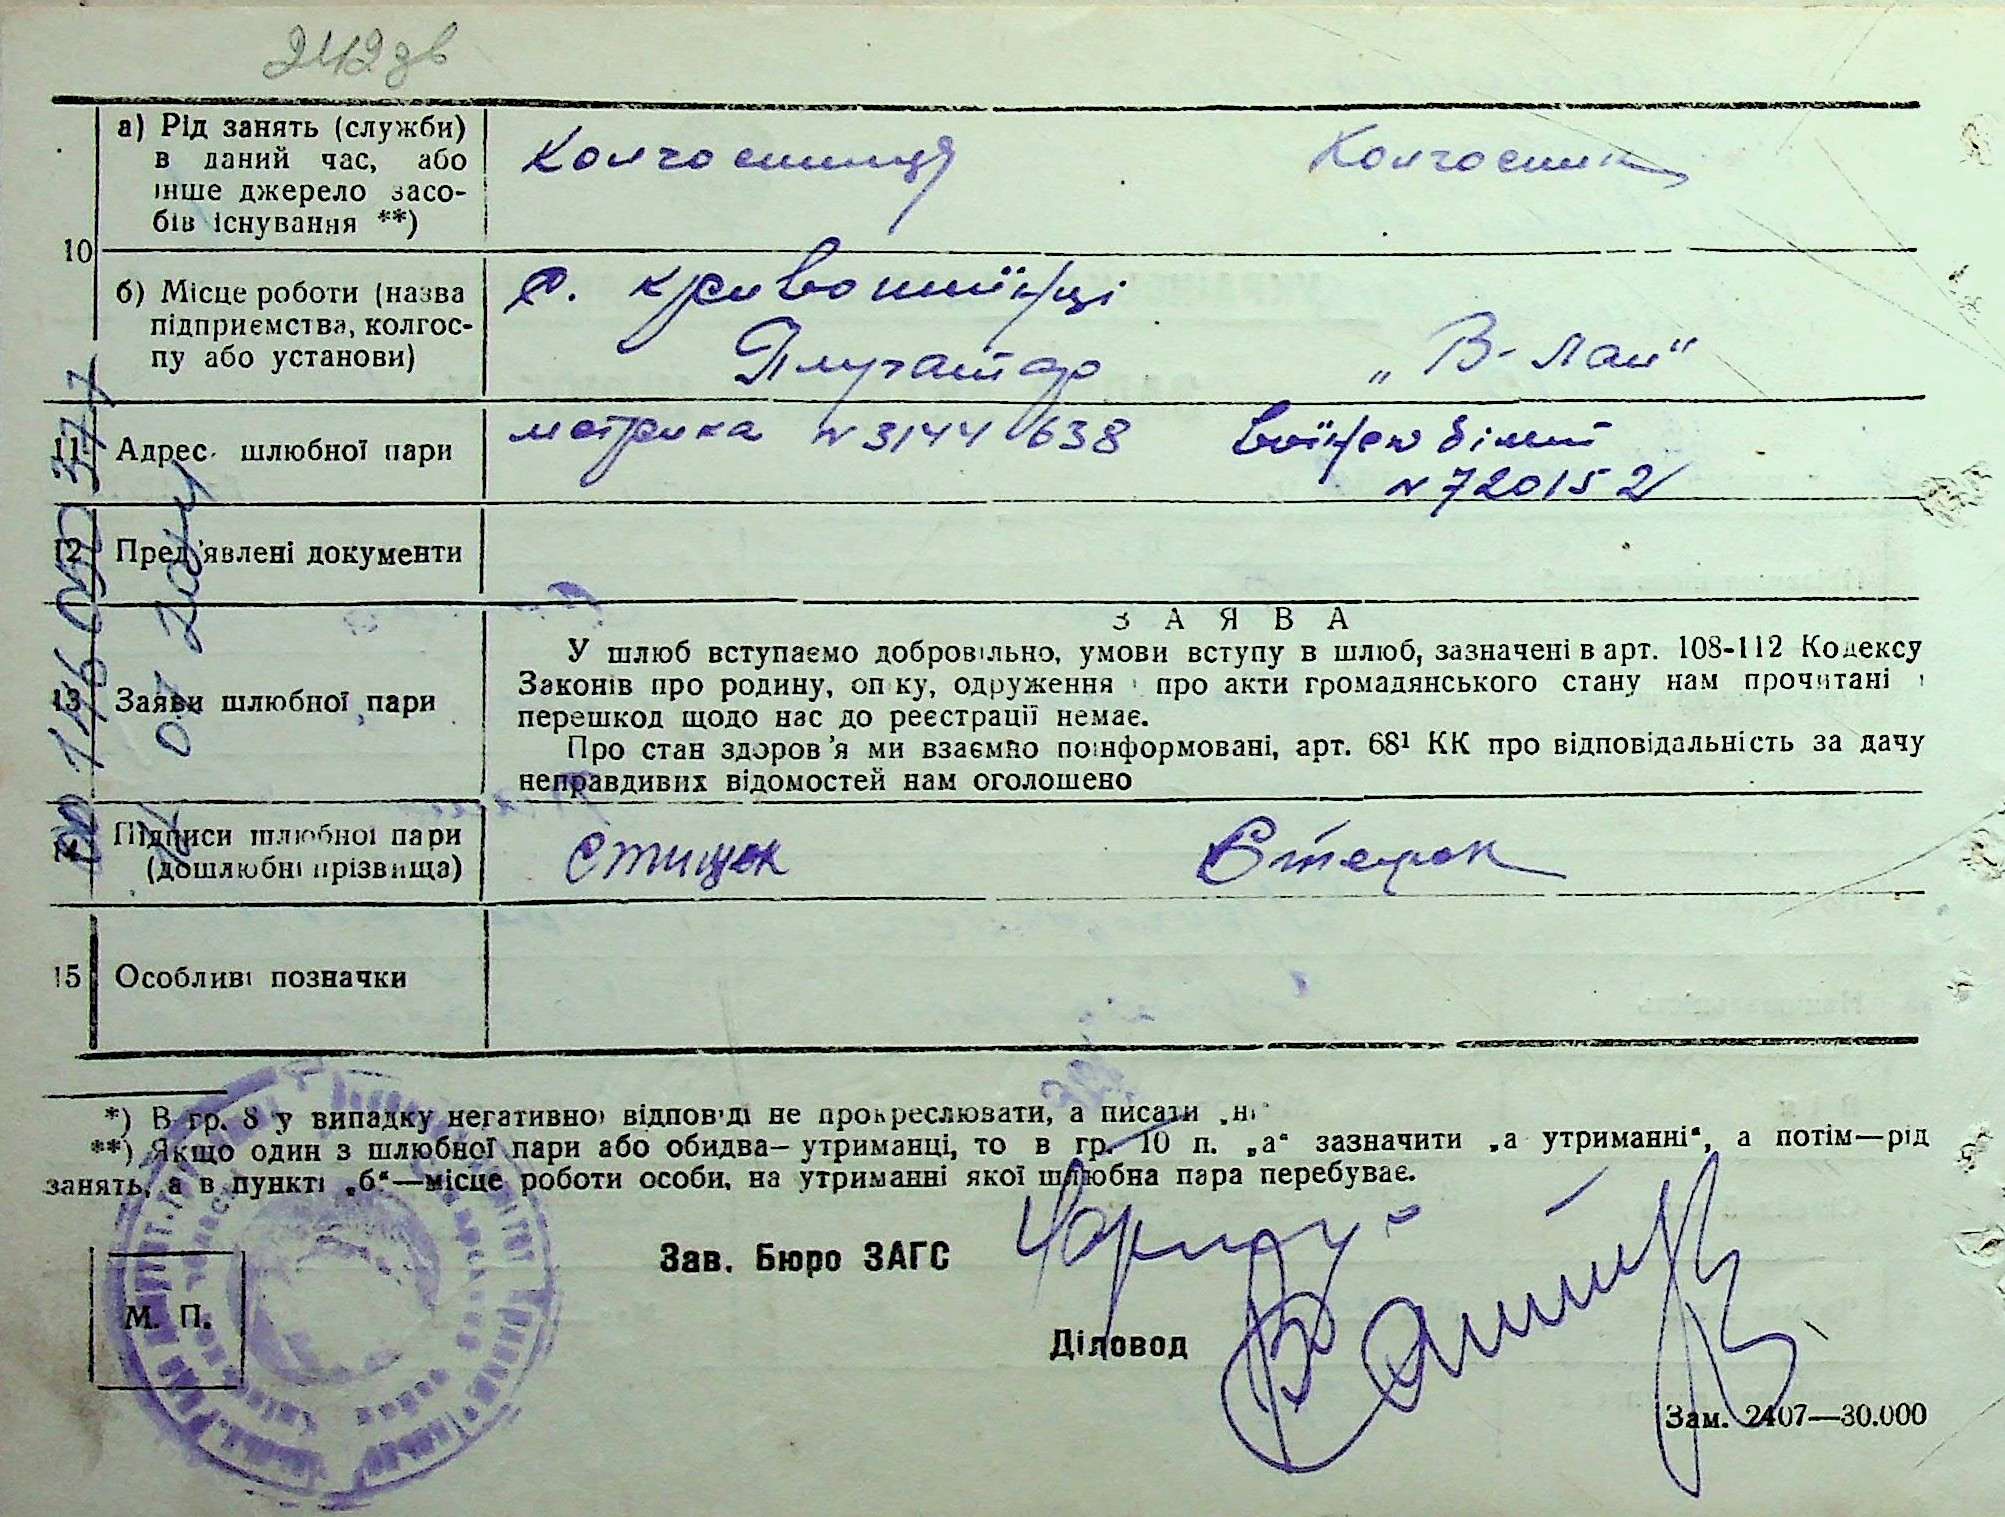 242 зв
а) Рід занять (служби) в даний час, або інше джерело засобів існування **)
Колгоспниця
Колгоспник
10
б) Місце роботи (назва підприємства, колгоспу або установи)
с. Кривошиїнці
Плугатар
„В-Лан"
11
Адрес. шлюбної пари
метрика N 3144638
Воїн. білет
N 720152
12
Пред'явлені документи
13
Заяви шлюбної пари
ЗАЯВА
У шлюб вступаємо добровільно, умови вступу в шлюб, зазначені в арт. 108-112 Кодексу
Законів про родину, опіку, одруження і про акти громадянського стану нам прочитані і
перешкод щодо нас до реєстрації немає.
Про стан здоров'я ми взаємно поінформовані, арт. 68¹ КК про відповідальність за дачу
неправдивих відомостей нам оголошено
14
Підписи шлюбної пари (дошлюбні прізвища)
15
Особливі позначки
*) В гр. 8 у випадку негативної відповіді не прокреслювати, а писати „ні"
**) Якщо один з шлюбної пари або обидва—утриманці, то в гр. 10 п. „а" зазначити „а утриманні", а потім—рід
занять, а в пункті „б"—місце роботи особи, на утриманні якої шлюбна пара перебуває.
Зав. Бюро ЗАГС
М. П.
Діловод
Зам. 2407—30.000